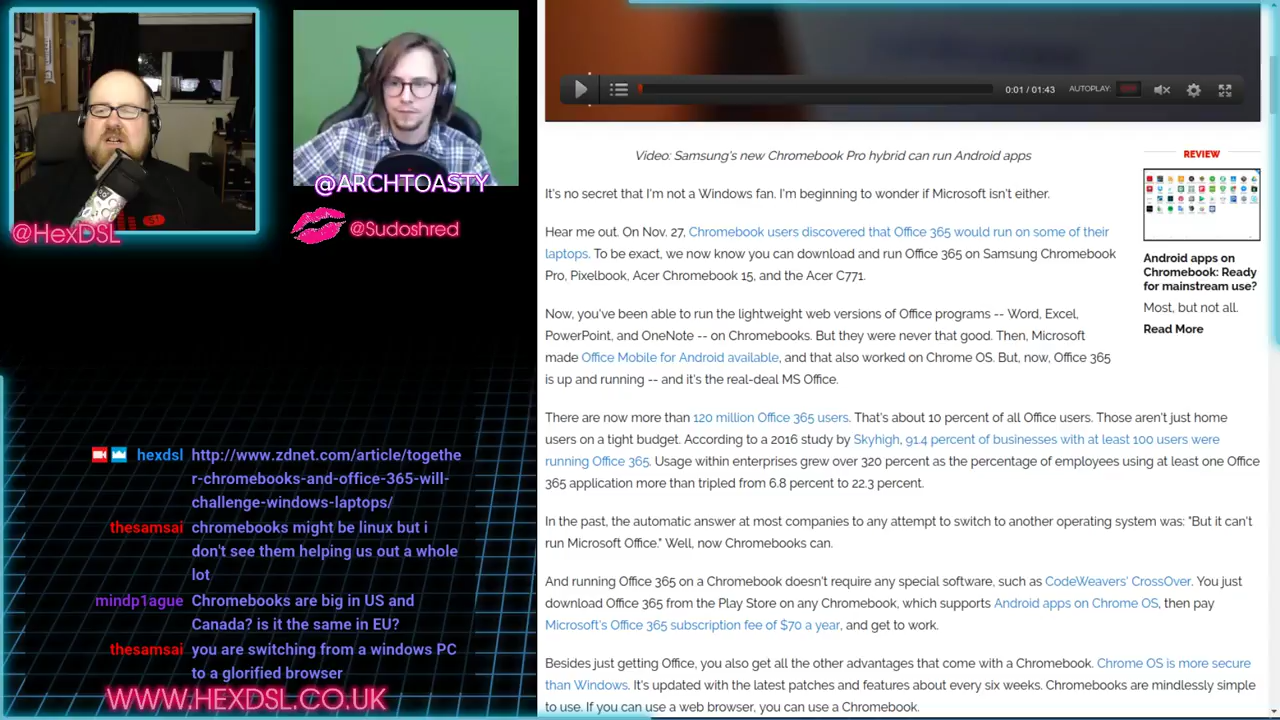 @HexDSL
@ARCHTOASTY
@Sudoshred
hexdsl http://www.zdnet.com/article/togethe
r-chromebooks-and-office-365-will-
challenge-windows-laptops/
thesamsai chromebooks might be linux but i
don't see them helping us out a whole
lot
mindp1ague Chromebooks are big in US and
Canada? is it the same in EU?
thesamsai you are switching from a windows PC
to a glorified browser
WWW.HEXDSL.CO.UK
0:01 / 01:43 AUTOPLAY:
Video: Samsung's new Chromebook Pro hybrid can run Android apps
It's no secret that I'm not a Windows fan. I'm beginning to wonder if Microsoft isn't either.
Hear me out. On Nov. 27, Chromebook users discovered that Office 365 would run on some of their
laptops. To be exact, we now know you can download and run Office 365 on Samsung Chromebook
Pro, Pixelbook, Acer Chromebook 15, and the Acer C771.
Now, you've been able to run the lightweight web versions of Office programs -- Word, Excel,
PowerPoint, and OneNote -- on Chromebooks. But they were never that good. Then, Microsoft
made Office Mobile for Android available, and that also worked on Chrome OS. But, now, Office 365
is up and running -- and it's the real-deal MS Office.
There are now more than 120 million Office 365 users. That's about 10 percent of all Office users. Those aren't just home
users on a tight budget. According to a 2016 study by Skyhigh, 91.4 percent of businesses with at least 100 users were
running Office 365. Usage within enterprises grew over 320 percent as the percentage of employees using at least one Office
365 application more than tripled from 6.8 percent to 22.3 percent.
In the past, the automatic answer at most companies to any attempt to switch to another operating system was: "But it can't
run Microsoft Office." Well, now Chromebooks can.
And running Office 365 on a Chromebook doesn't require any special software, such as CodeWeavers' CrossOver. You just
download Office 365 from the Play Store on any Chromebook, which supports Android apps on Chrome OS, then pay
Microsoft's Office 365 subscription fee of $70 a year, and get to work.
Besides just getting Office, you also get all the other advantages that come with a Chromebook. Chrome OS is more secure
than Windows. It's updated with the latest patches and features about every six weeks. Chromebooks are mindlessly simple
to use. If you can use a web browser, you can use a Chromebook.
REVIEW
Android apps on
Chromebook: Ready
for mainstream use?
Most, but not all.
Read More